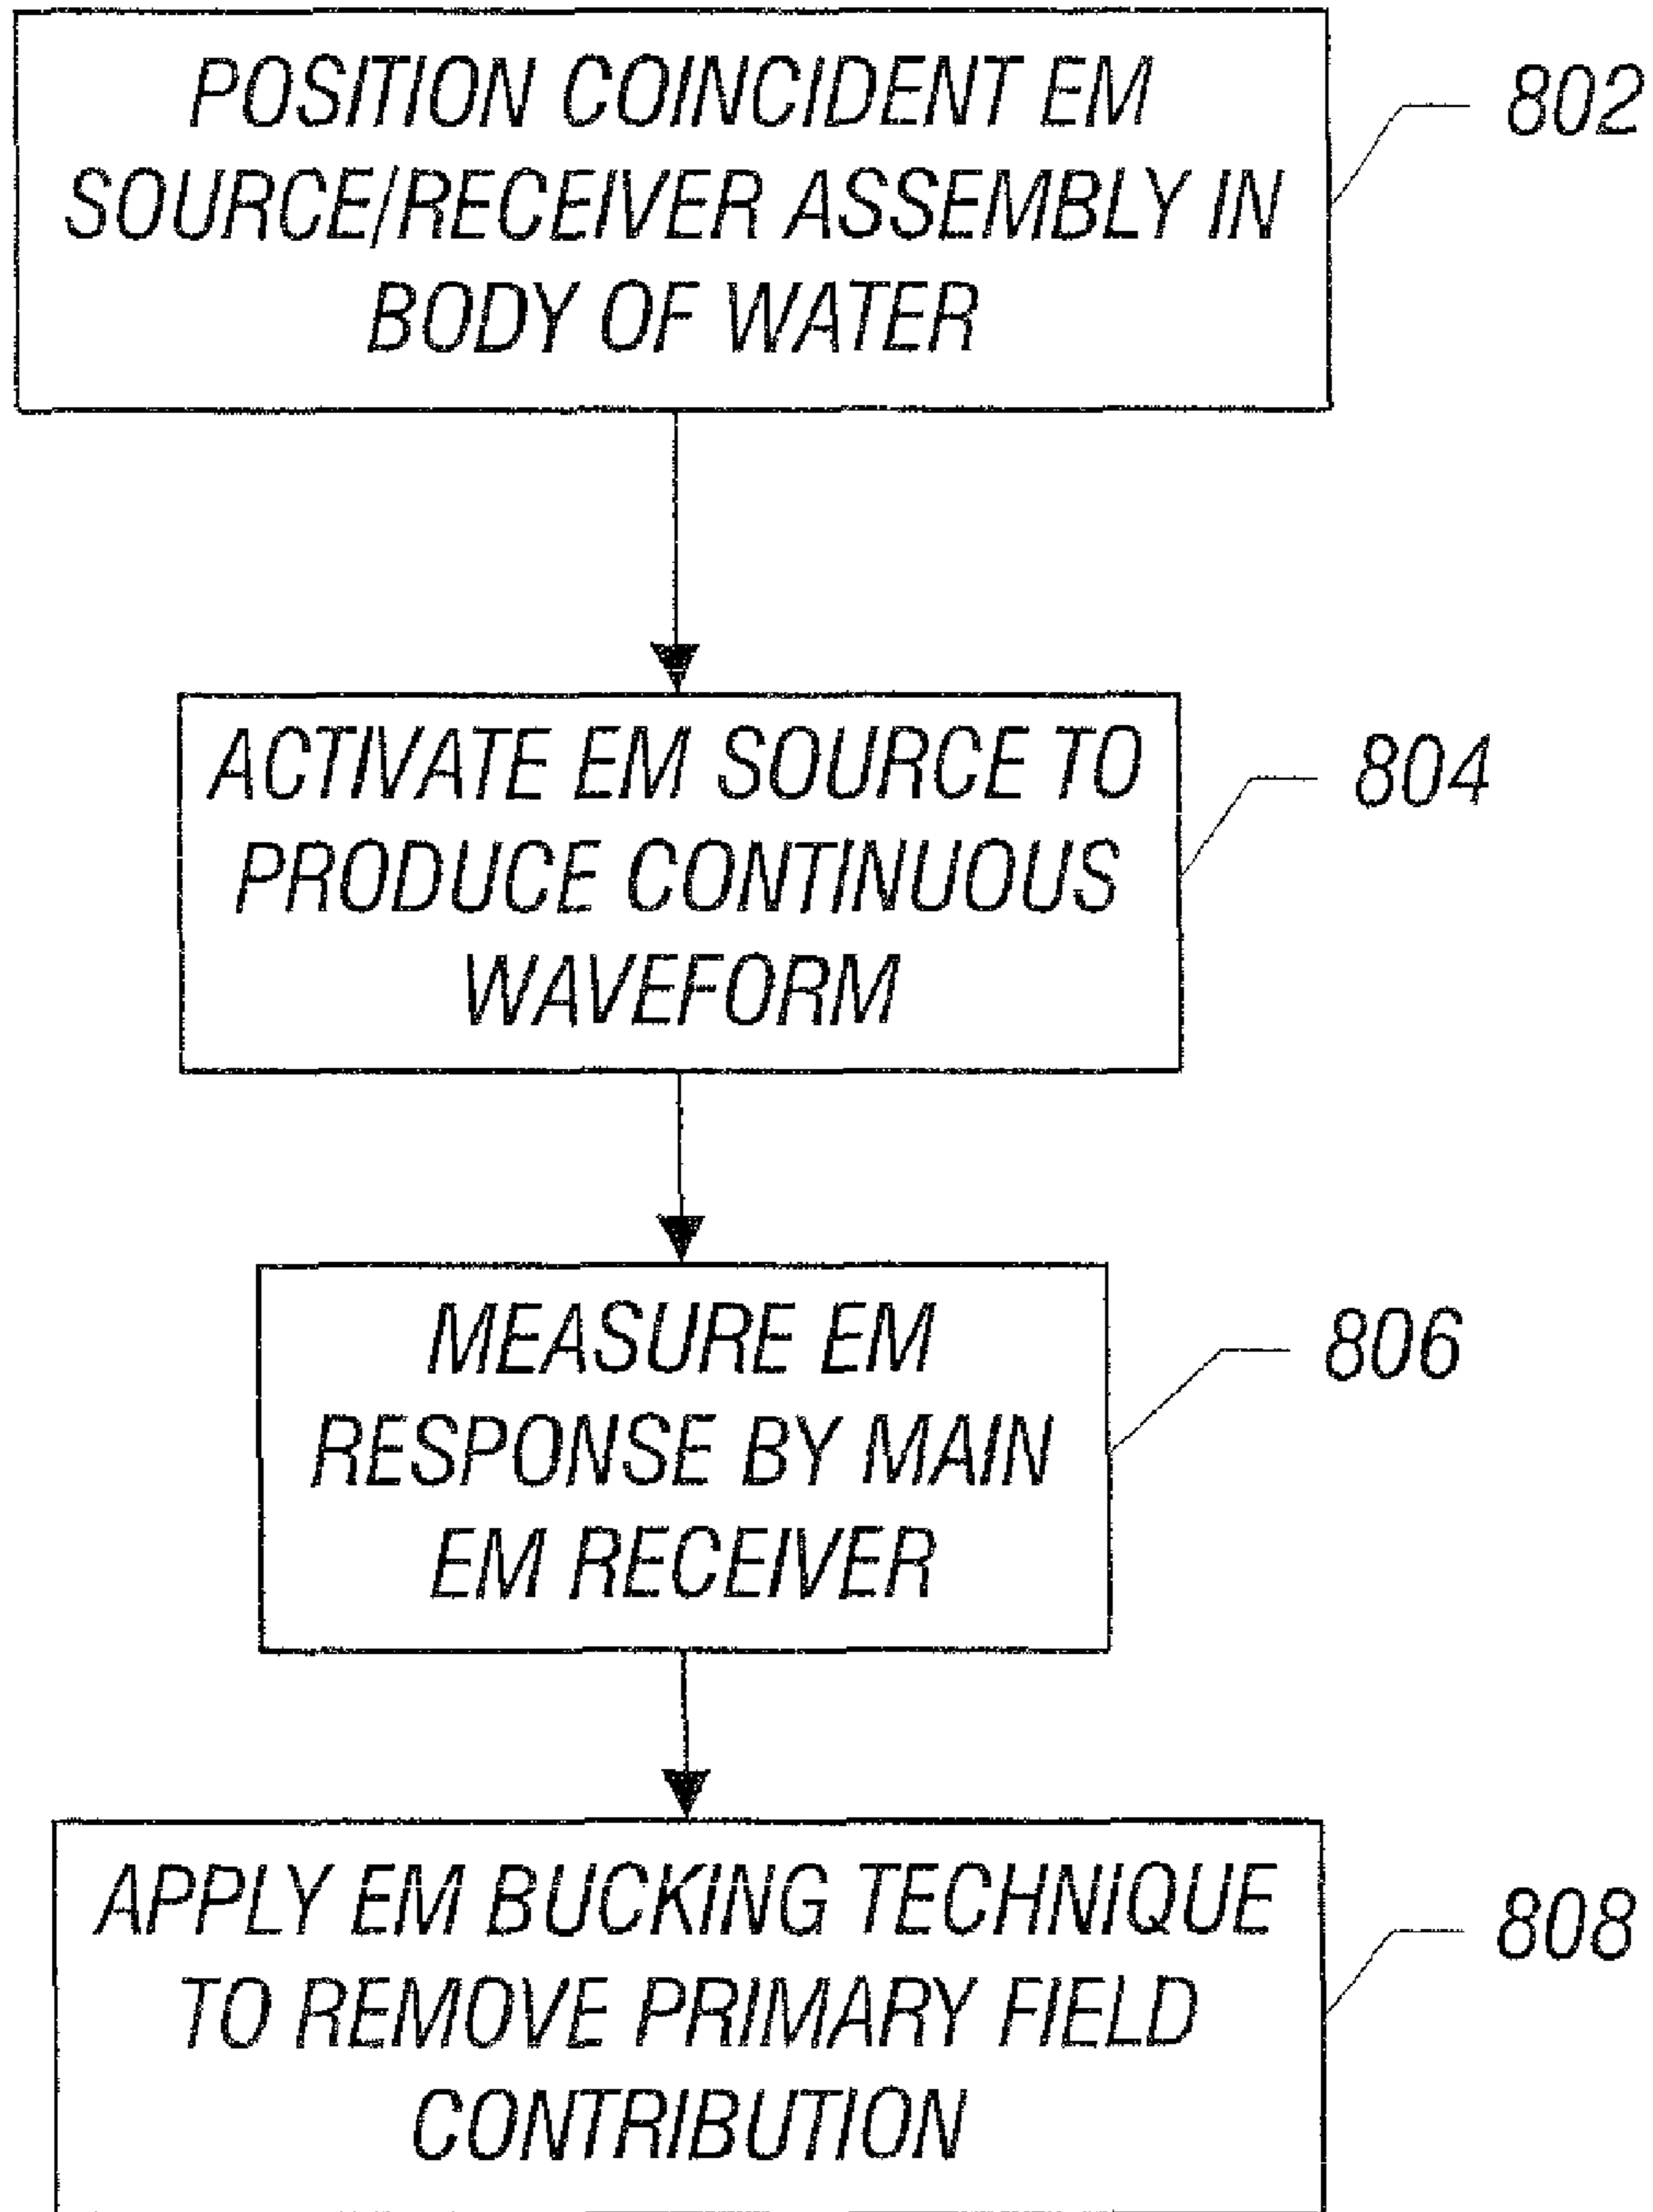 POSITION COINCIDENT EM
SOURCE/RECEIVER ASSEMBLY IN
BODY OF WATER
802
ACTIVATE EM SOURCE TO
PRODUCE CONTINUOUS
WAVEFORM
804
MEASURE EM
RESPONSE BY MAIN
EM RECEIVER
806
APPLY EM BUCKING TECHNIQUE
TO REMOVE PRIMARY FIELD
CONTRIBUTION
808